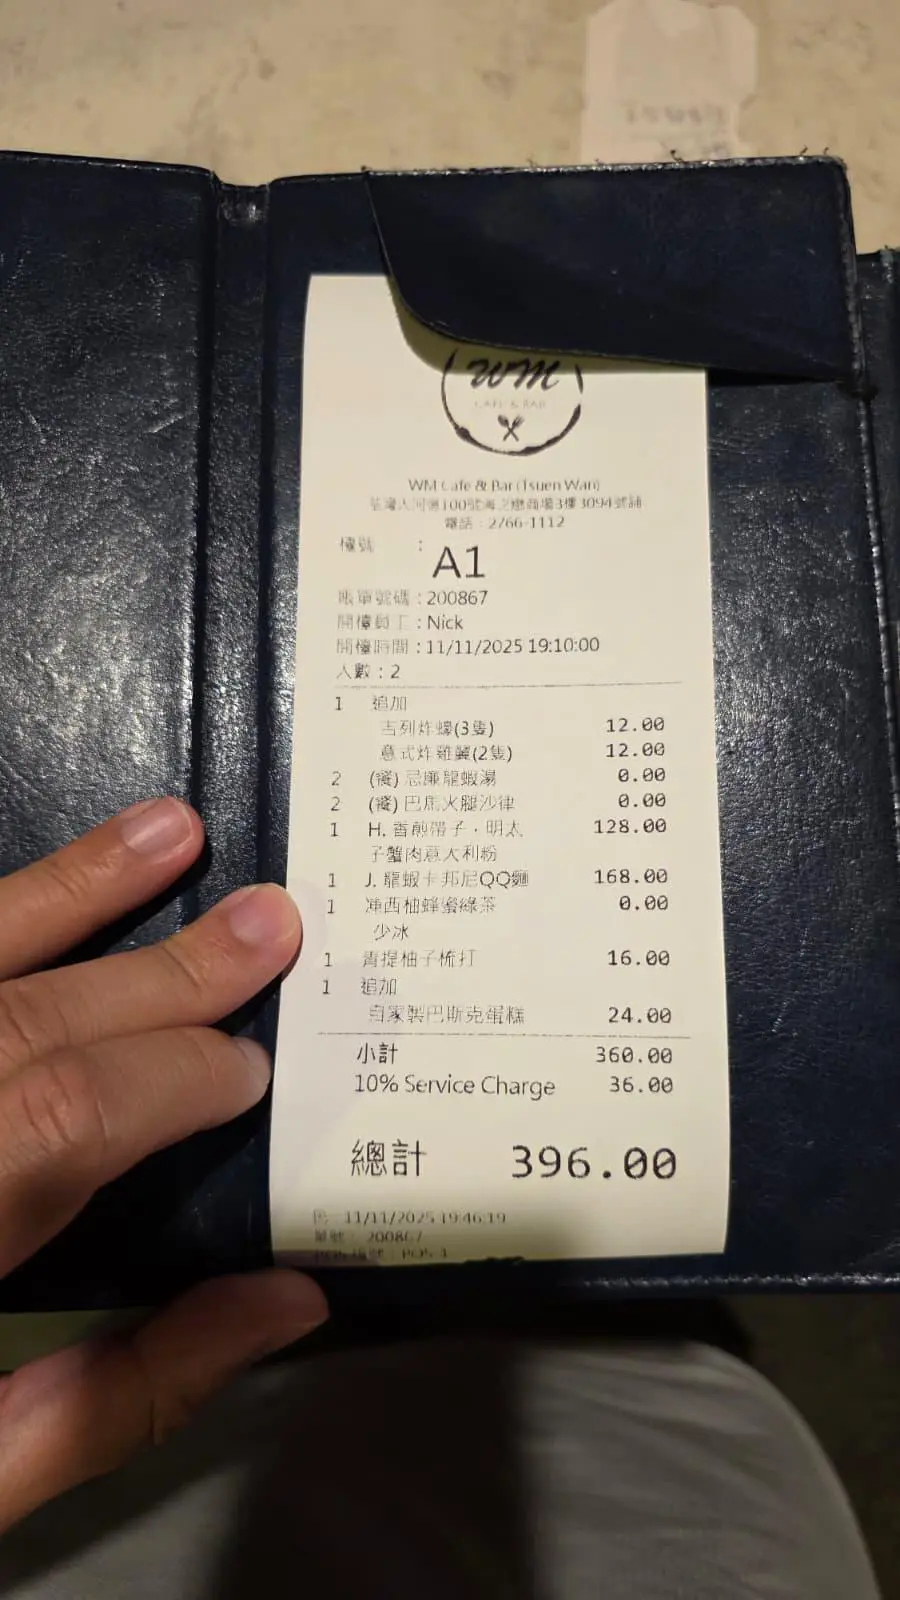 WM
CAFE & BAR
WM Cafe & Bar (Tsuen Wan)
荃灣大河道100號海之戀商場3樓3094號舖
電話：2766-1112
檯號 ：
A1
賬單號碼：200867
開檯員工：Nick
開檯時間：11/11/2025 19:10:00
人數：2
1 追加
吉列炸蠔(3隻) 12.00
意式炸雞翼(2隻) 12.00
2 (餐) 忌廉龍蝦湯 0.00
2 (餐) 巴馬火腿沙律 0.00
1 H. 香煎帶子，明太 128.00
子蟹肉意大利粉
1 J. 龍蝦卡邦尼QQ麵 168.00
1 凍西柚蜂蜜綠茶 0.00
少冰
1 青提柚子梳打 16.00
1 追加
自家製巴斯克蛋糕 24.00
小計 360.00
10% Service Charge 36.00
總計 396.00
11/11/2025 19:46:19
單號： 200867
POS 編號：POS 1